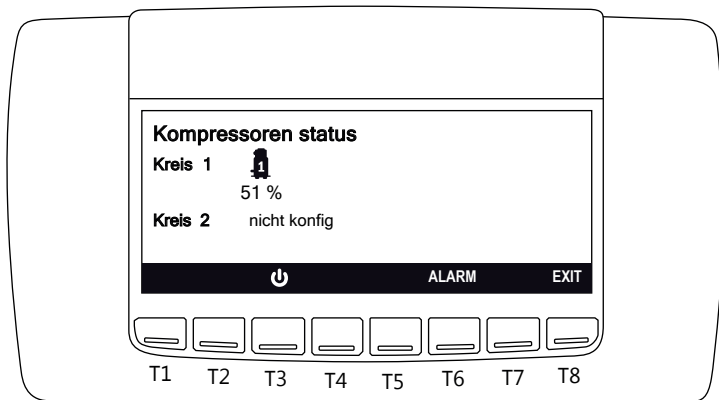 Kompressoren status
Kreis 1 1
51 %
Kreis 2 nicht konfig
ALARM EXIT
T1 T2 T3 T4 T5 T6 T7 T8